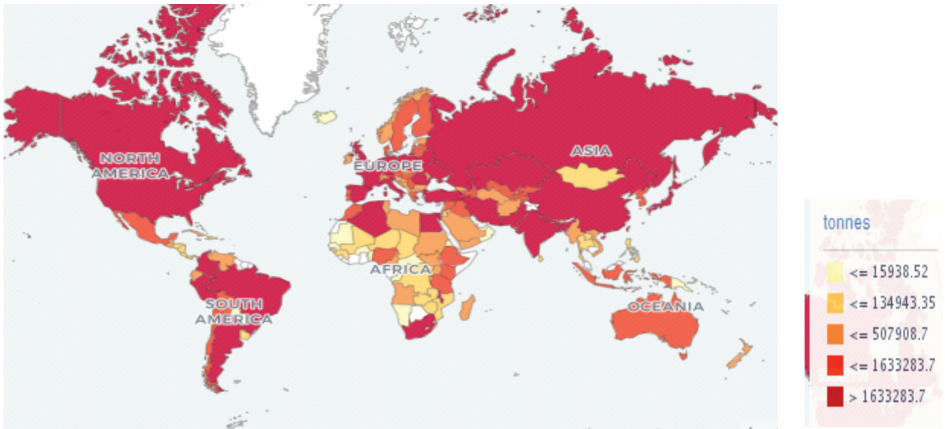 NORTH
AMERICA
EUROPE
ASIA
AFRICA
SOUTH
AMERICA
OCEANIA
tonnes
<= 15938.52
<= 134943.35
<= 507908.7
<= 1633283.7
> 1633283.7